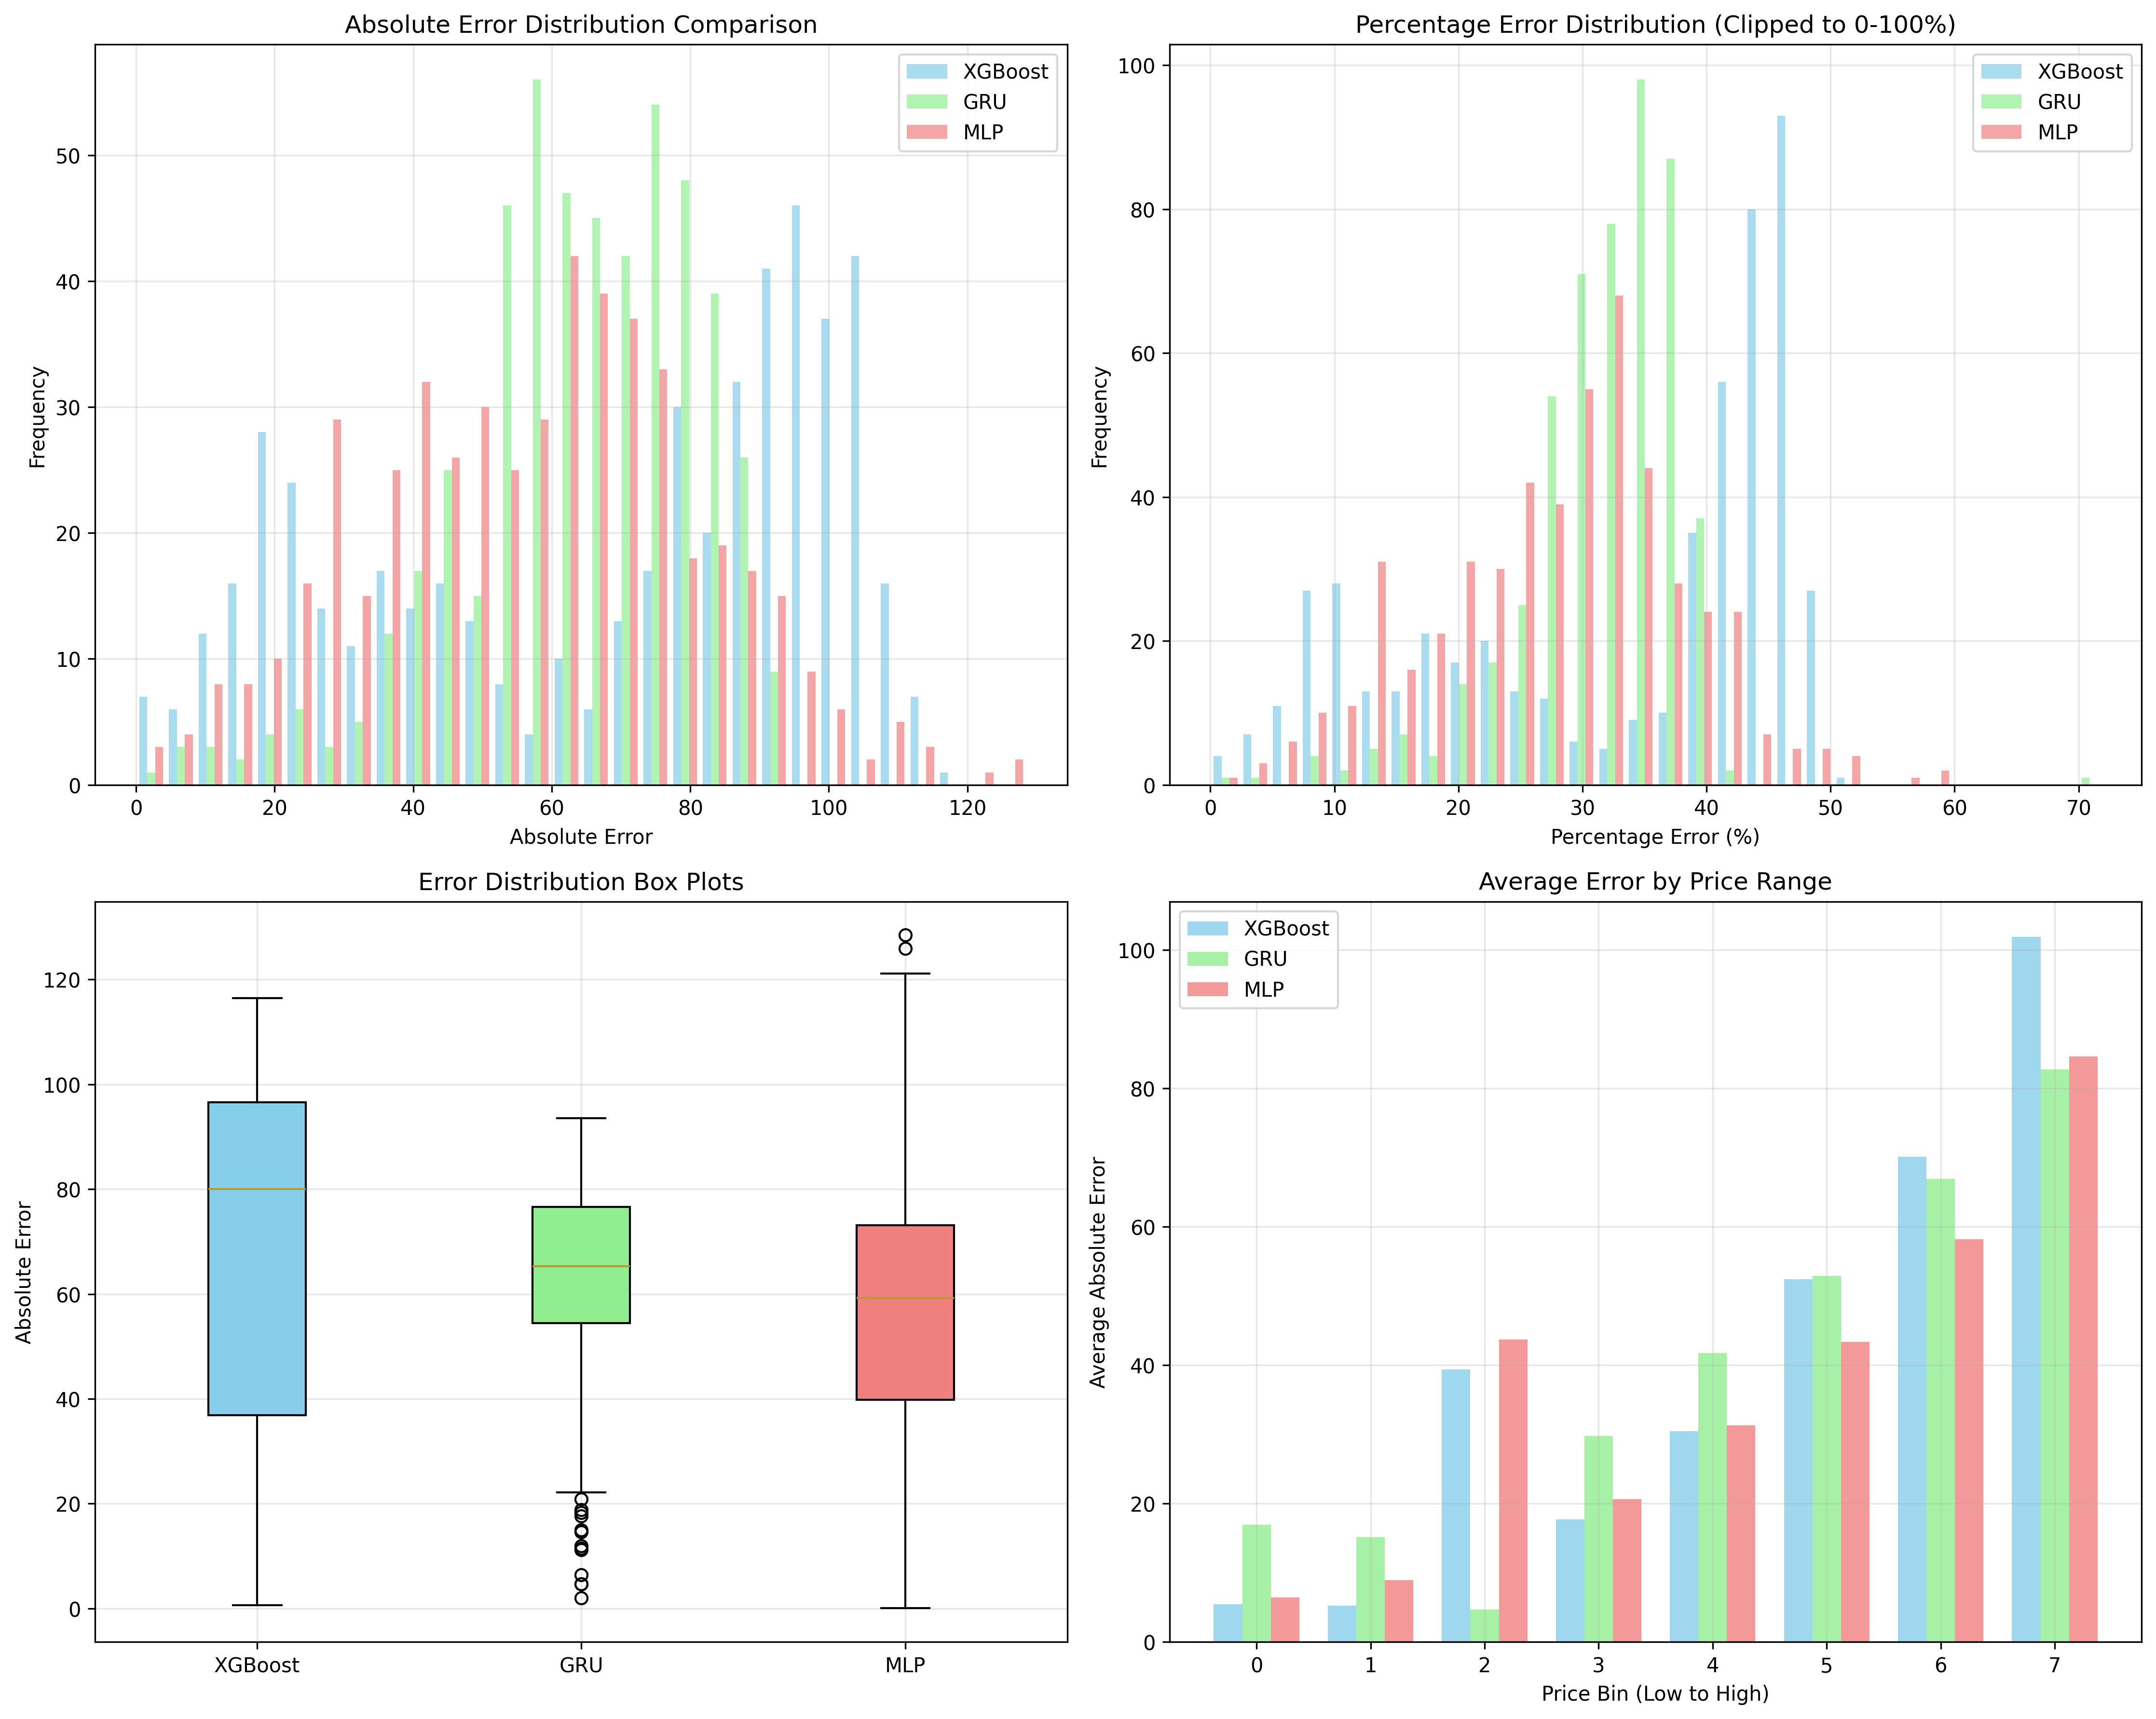 Absolute Error Distribution Comparison
XGBoost
GRU
MLP
Frequency
50
40
30
20
10
0
0 20 40 60 80 100 120
Absolute Error
Percentage Error Distribution (Clipped to 0-100%)
XGBoost
GRU
MLP
Frequency
100
80
60
40
20
0
0 10 20 30 40 50 60 70
Percentage Error (%)
Error Distribution Box Plots
Absolute Error
120
100
80
60
40
20
0
XGBoost GRU MLP
Average Error by Price Range
XGBoost
GRU
MLP
Average Absolute Error
100
80
60
40
20
0
0 1 2 3 4 5 6 7
Price Bin (Low to High)